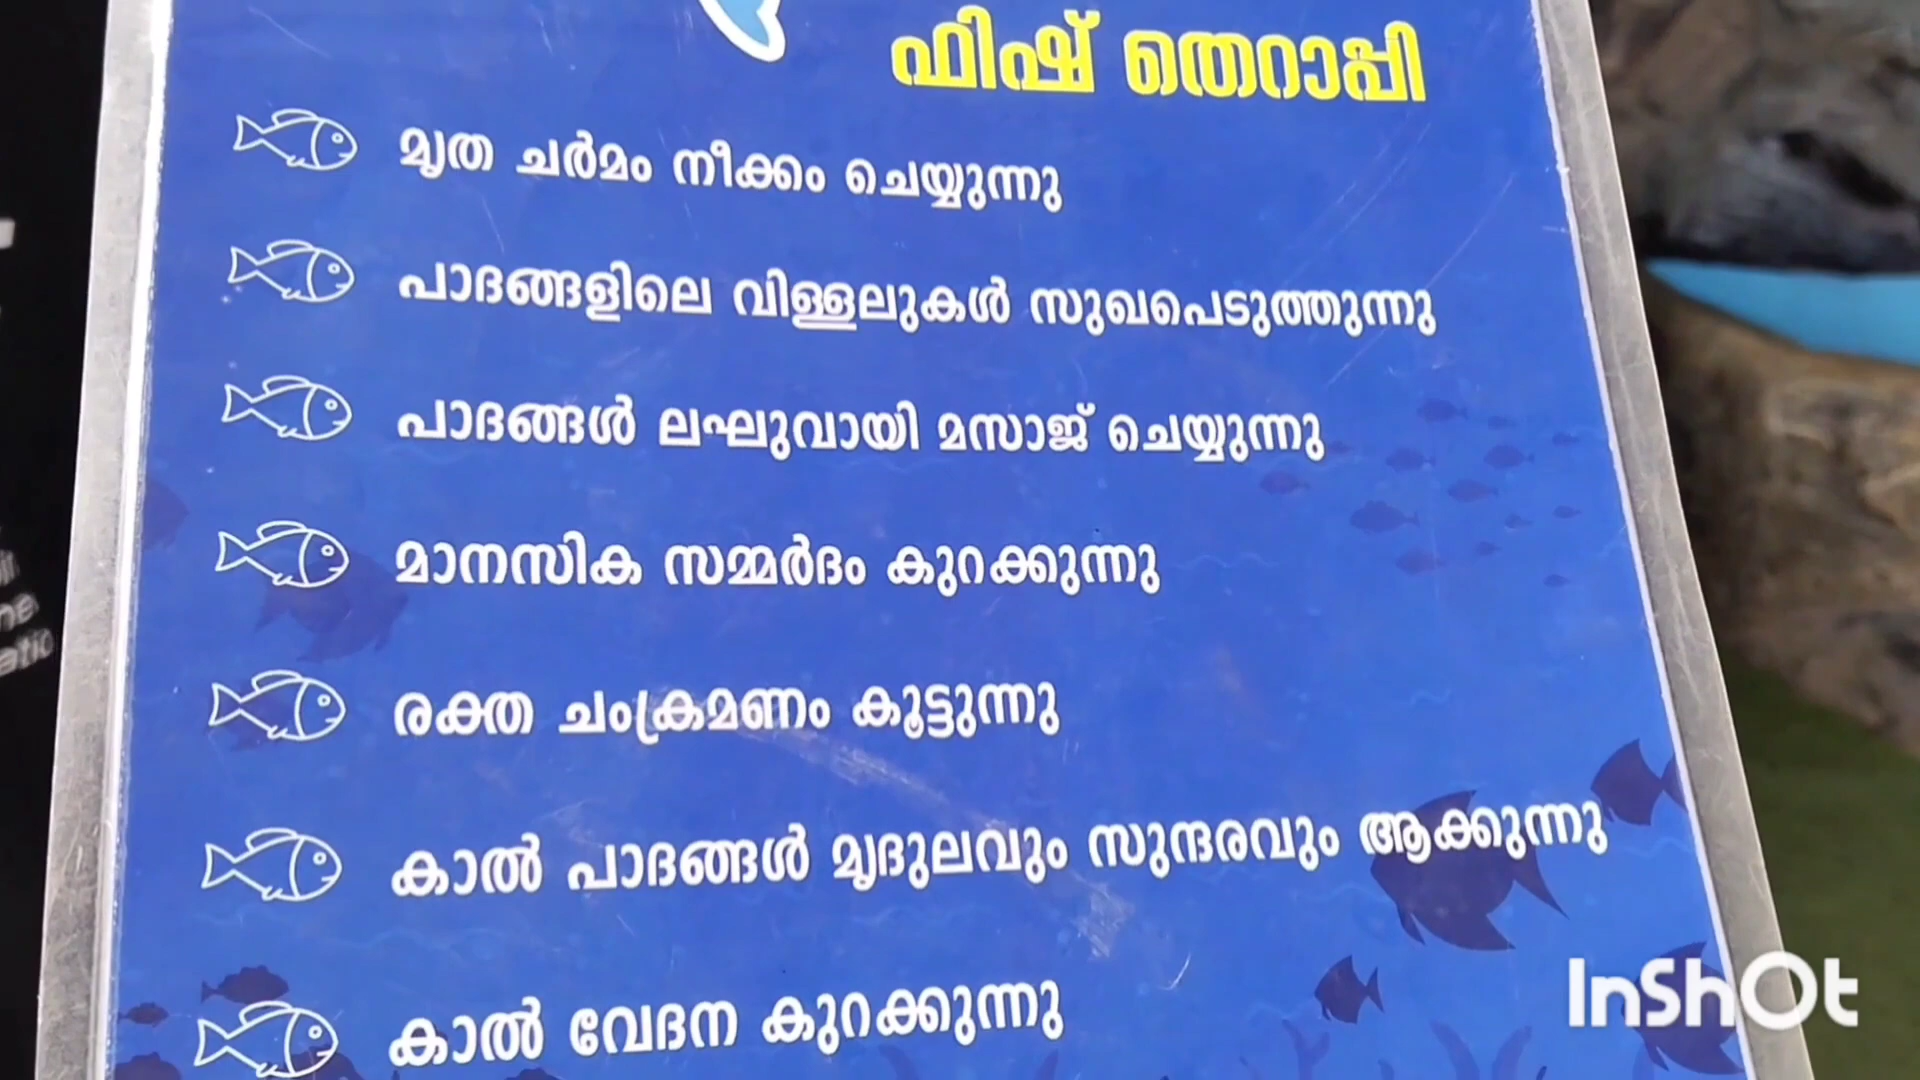 ഫിഷ് തെറാപ്പി
മൃത ചർമം നീക്കം ചെയ്യുന്നു
പാദങ്ങളിലെ വിള്ളലുകൾ സുഖപെടുത്തുന്നു
പാദങ്ങൾ ലഘുവായി മസാജ് ചെയ്യുന്നു
മാനസിക സമ്മർദം കുറക്കുന്നു
രക്ത ചംക്രമണം കൂട്ടുന്നു
കാൽ പാദങ്ങൾ മൃദുലവും സുന്ദരവും ആക്കുന്നു
കാൽ വേദന കുറക്കുന്നു
InShOt